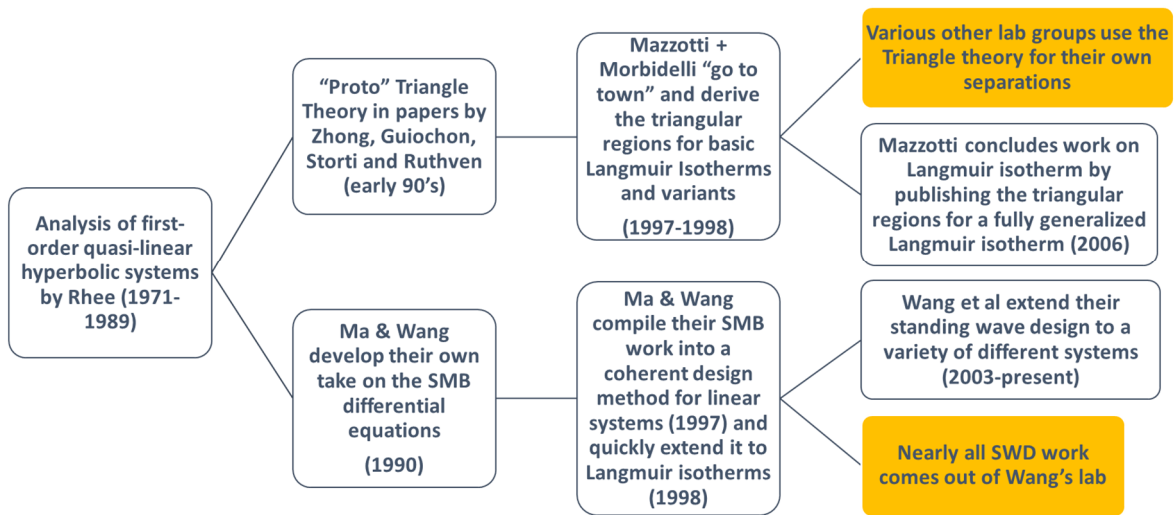 Analysis of first-
order quasi-linear
hyperbolic systems
by Rhee (1971-
1989)
“Proto” Triangle
Theory in papers by
Zhong, Guiochon,
Storti and Ruthven
(early 90’s)
Mazzotti +
Morbidelli “go to
town” and derive
the triangular
regions for basic
Langmuir Isotherms
and variants
(1997-1998)
Various other lab groups use the
Triangle theory for their own
separations
Mazzotti concludes work on
Langmuir isotherm by
publishing the triangular
regions for a fully generalized
Langmuir isotherm (2006)
Ma & Wang
develop their own
take on the SMB
differential
equations
(1990)
Ma & Wang
compile their SMB
work into a
coherent design
method for linear
systems (1997) and
quickly extend it to
Langmuir isotherms
(1998)
Wang et al extend their
standing wave design to a
variety of different systems
(2003-present)
Nearly all SWD work
comes out of Wang’s lab